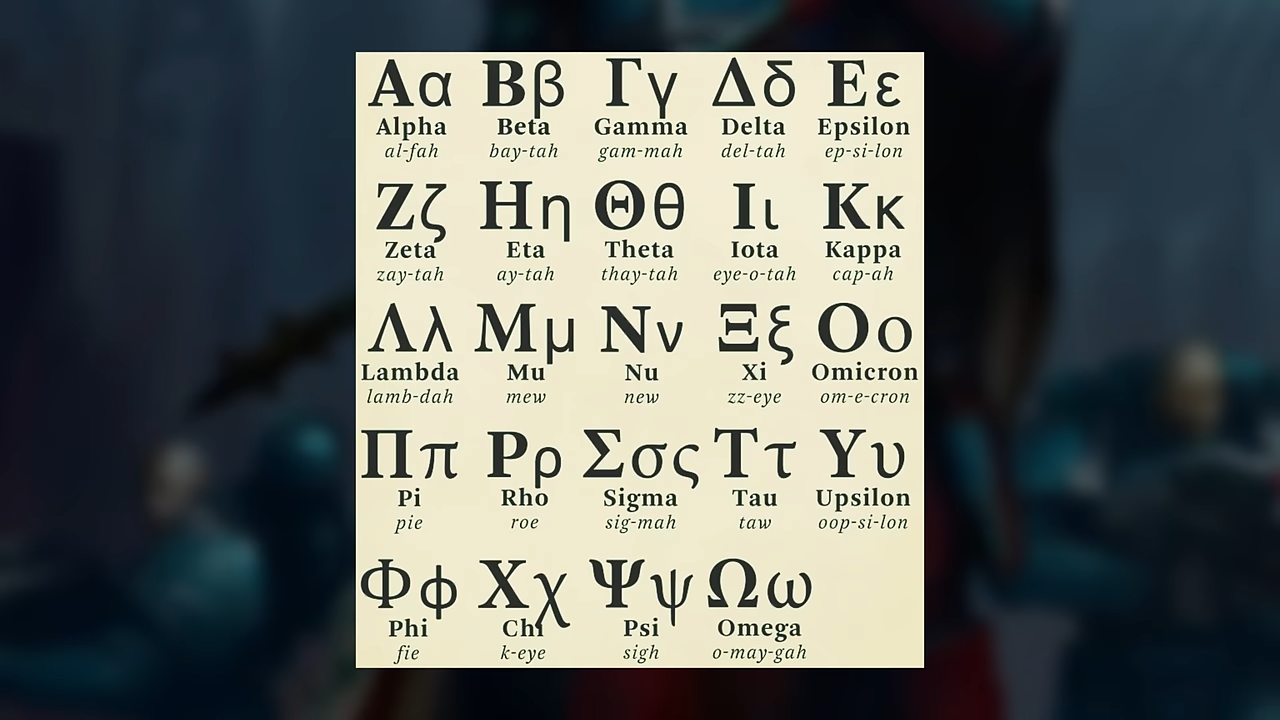 Αα Ββ Γγ Δδ Εε
Alpha Beta Gamma Delta Epsilon
al-fah bay-tah gam-mah del-tah ep-si-lon
Ζζ Ηη Θθ Ιι Κκ
Zeta Eta Theta Iota Kappa
zay-tah ay-tah thay-tah eye-o-tah cap-ah
Λλ Μμ Νν Ξξ Οο
Lambda Mu Nu Xi Omicron
lamb-dah mew new zz-eye om-e-cron
Ππ Ρρ Σσς Ττ Υυ
Pi Rho Sigma Tau Upsilon
pie roe sig-mah taw oop-si-lon
Φϕ Χχ Ψψ Ωω
Phi Chi Psi Omega
fie k-eye sigh o-may-gah